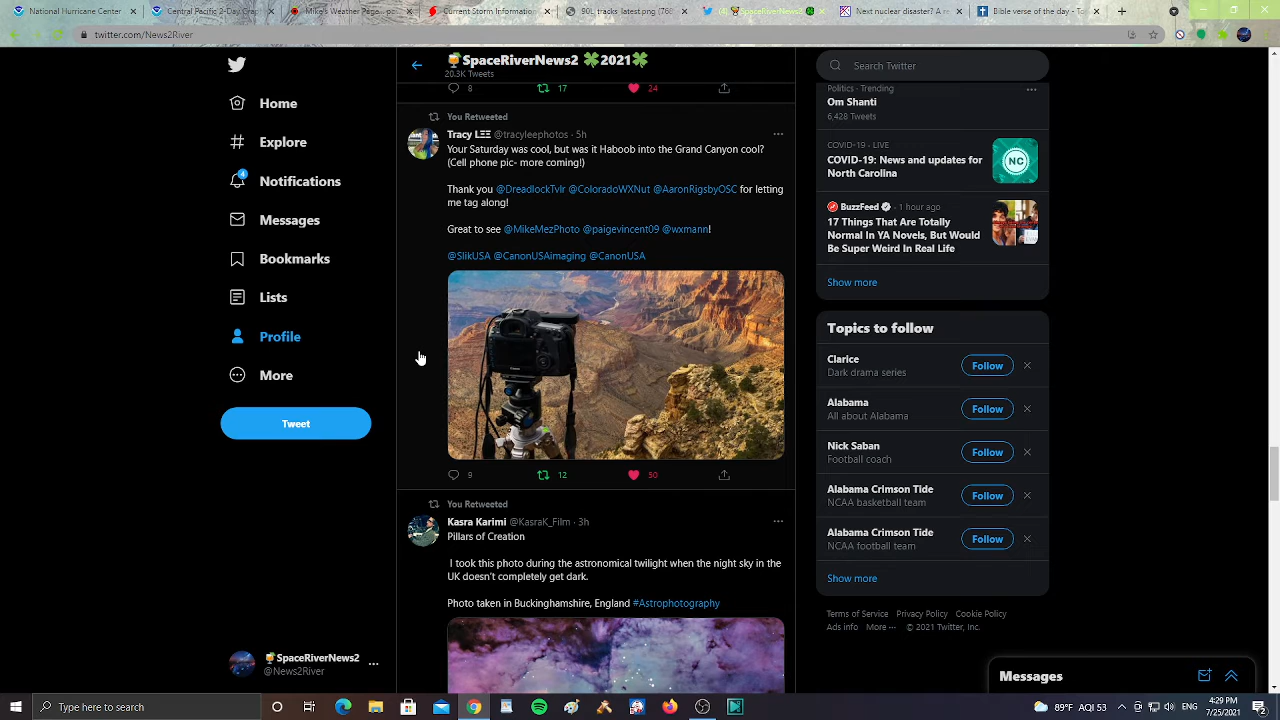 National Hurricane Center
Central Pacific 2-Day Grap
Mike's Weather Page
Current Storm Information
90L_tracks latest.png (768
SpaceRiverNews2
Next nuclear disaster? A
Bible verse of the day - To
twitter.com/News2River
🍺SpaceRiverNews2 🍀2021🍀
20.3K Tweets
Search Twitter
8 17 24
Home
Explore
4
Notifications
Messages
Bookmarks
Lists
Profile
More
Tweet
🍺SpaceRiverNews2
@News2River
You Retweeted
Tracy LΞΞ @tracyleephotos · 5h
Your Saturday was cool, but was it Haboob into the Grand Canyon cool?
(Cell phone pic- more coming!)
Thank you @DreadlockTvlr @ColoradoWXNut @AaronRigsbyOSC for letting
me tag along!
Great to see @MikeMezPhoto @paigevincent09 @wxmann!
@SlikUSA @CanonUSAimaging @CanonUSA
Canon
9 12 50
You Retweeted
Kasra Karimi @KasraK_Film · 3h
Pillars of Creation
I took this photo during the astronomical twilight when the night sky in the
UK doesn't completely get dark.
Photo taken in Buckinghamshire, England #Astrophotography
Politics · Trending
Om Shanti
6,428 Tweets
COVID-19 · LIVE
COVID-19: News and updates for
North Carolina
NC
BuzzFeed · 1 hour ago
17 Things That Are Totally
Normal In YA Novels, But Would
Be Super Weird In Real Life
Show more
Topics to follow
Clarice
Dark drama series
Follow
Alabama
All about Alabama
Follow
Nick Saban
Football coach
Follow
Alabama Crimson Tide
NCAA basketball team
Follow
Alabama Crimson Tide
NCAA football team
Follow
Show more
Terms of Service Privacy Policy Cookie Policy
Ads info More ··· © 2021 Twitter, Inc.
Messages
Type here to search
89°F
4:29 PM
7/25/2021